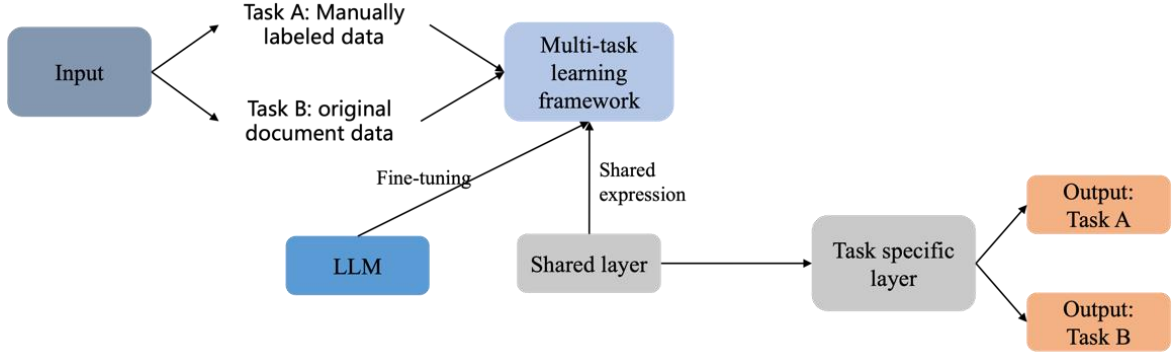 Input
Task A: Manually
labeled data
Task B: original
document data
Multi-task
learning
framework
Fine-tuning
Shared
expression
LLM
Shared layer
Task specific
layer
Output:
Task A
Output:
Task B